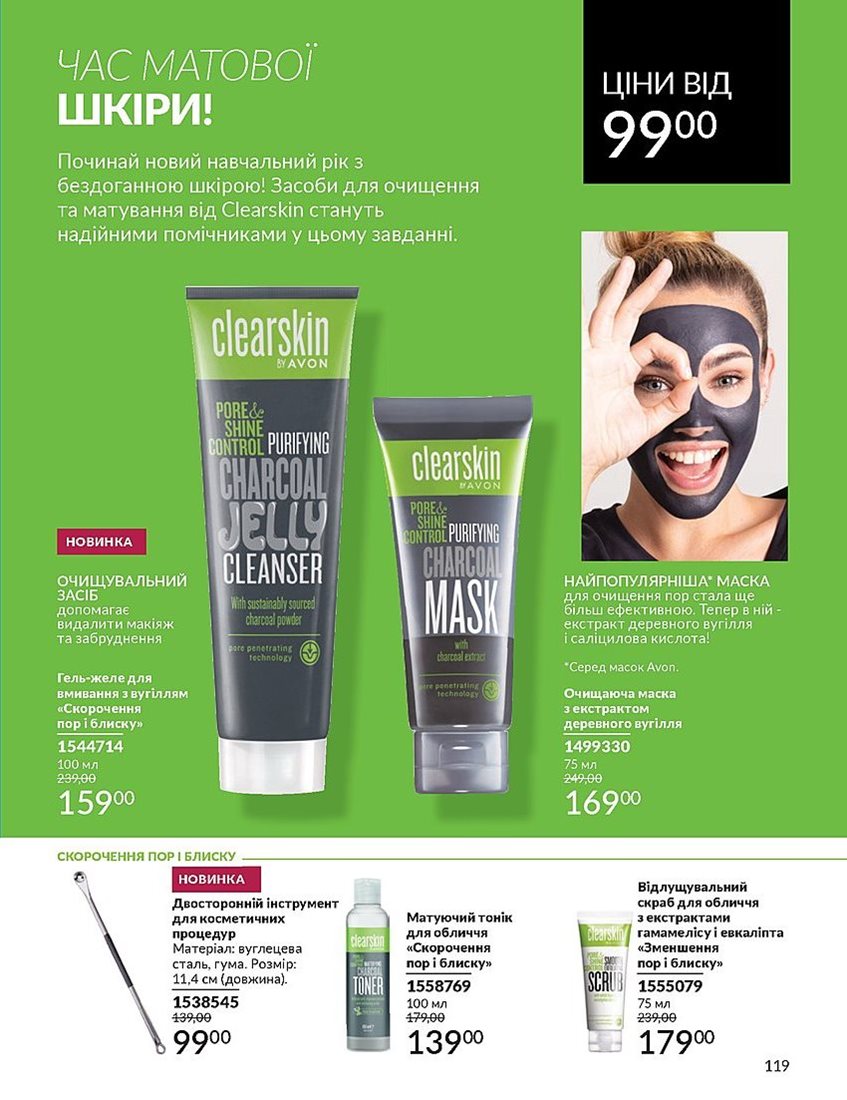 ЧАС МАТОВОЇ
ШКІРИ!
Починай новий навчальний рік з
бездоганною шкірою! Засоби для очищення
та матування від Clearskin стануть
надійними помічниками у цьому завданні.
ЦІНИ ВІД
99⁰⁰
clearskin
BY AVON
PORE &
SHINE
CONTROL PURIFYING
CHARCOAL
JELLY
CLEANSER
With sustainably sourced
charcoal powder
pore penetrating
technology
clearskin
BY AVON
PORE &
SHINE
CONTROL PURIFYING
CHARCOAL
MASK
with
charcoal extract
pore penetrating
technology
НОВИНКА
ОЧИЩУВАЛЬНИЙ
ЗАСІБ
допомагає
видалити макіяж
та забруднення
Гель-желе для
вмивання з вугіллям
«Скорочення
пор і блиску»
1544714
100 мл
239,00
159⁰⁰
НАЙПОПУЛЯРНІША* МАСКА
для очищення пор стала ще
більш ефективною. Тепер в ній -
екстракт деревного вугілля
і саліцилова кислота!
*Серед масок Avon.
Очищаюча маска
з екстрактом
деревного вугілля
1499330
75 мл
249,00
169⁰⁰
СКОРОЧЕННЯ ПОР І БЛИСКУ
НОВИНКА
Двосторонній інструмент
для косметичних
процедур
Матеріал: вуглецева
сталь, гума. Розмір:
11,4 см (довжина).
1538545
139,00
99⁰⁰
clearskin
CHARCOAL
TONER
Матуючий тонік
для обличчя
«Скорочення
пор і блиску»
1558769
100 мл
179,00
139⁰⁰
clearskin
SCRUB
Відлущувальний
скраб для обличчя
з екстрактами
гамамелісу і евкаліпта
«Зменшення
пор і блиску»
1555079
75 мл
239,00
179⁰⁰
119